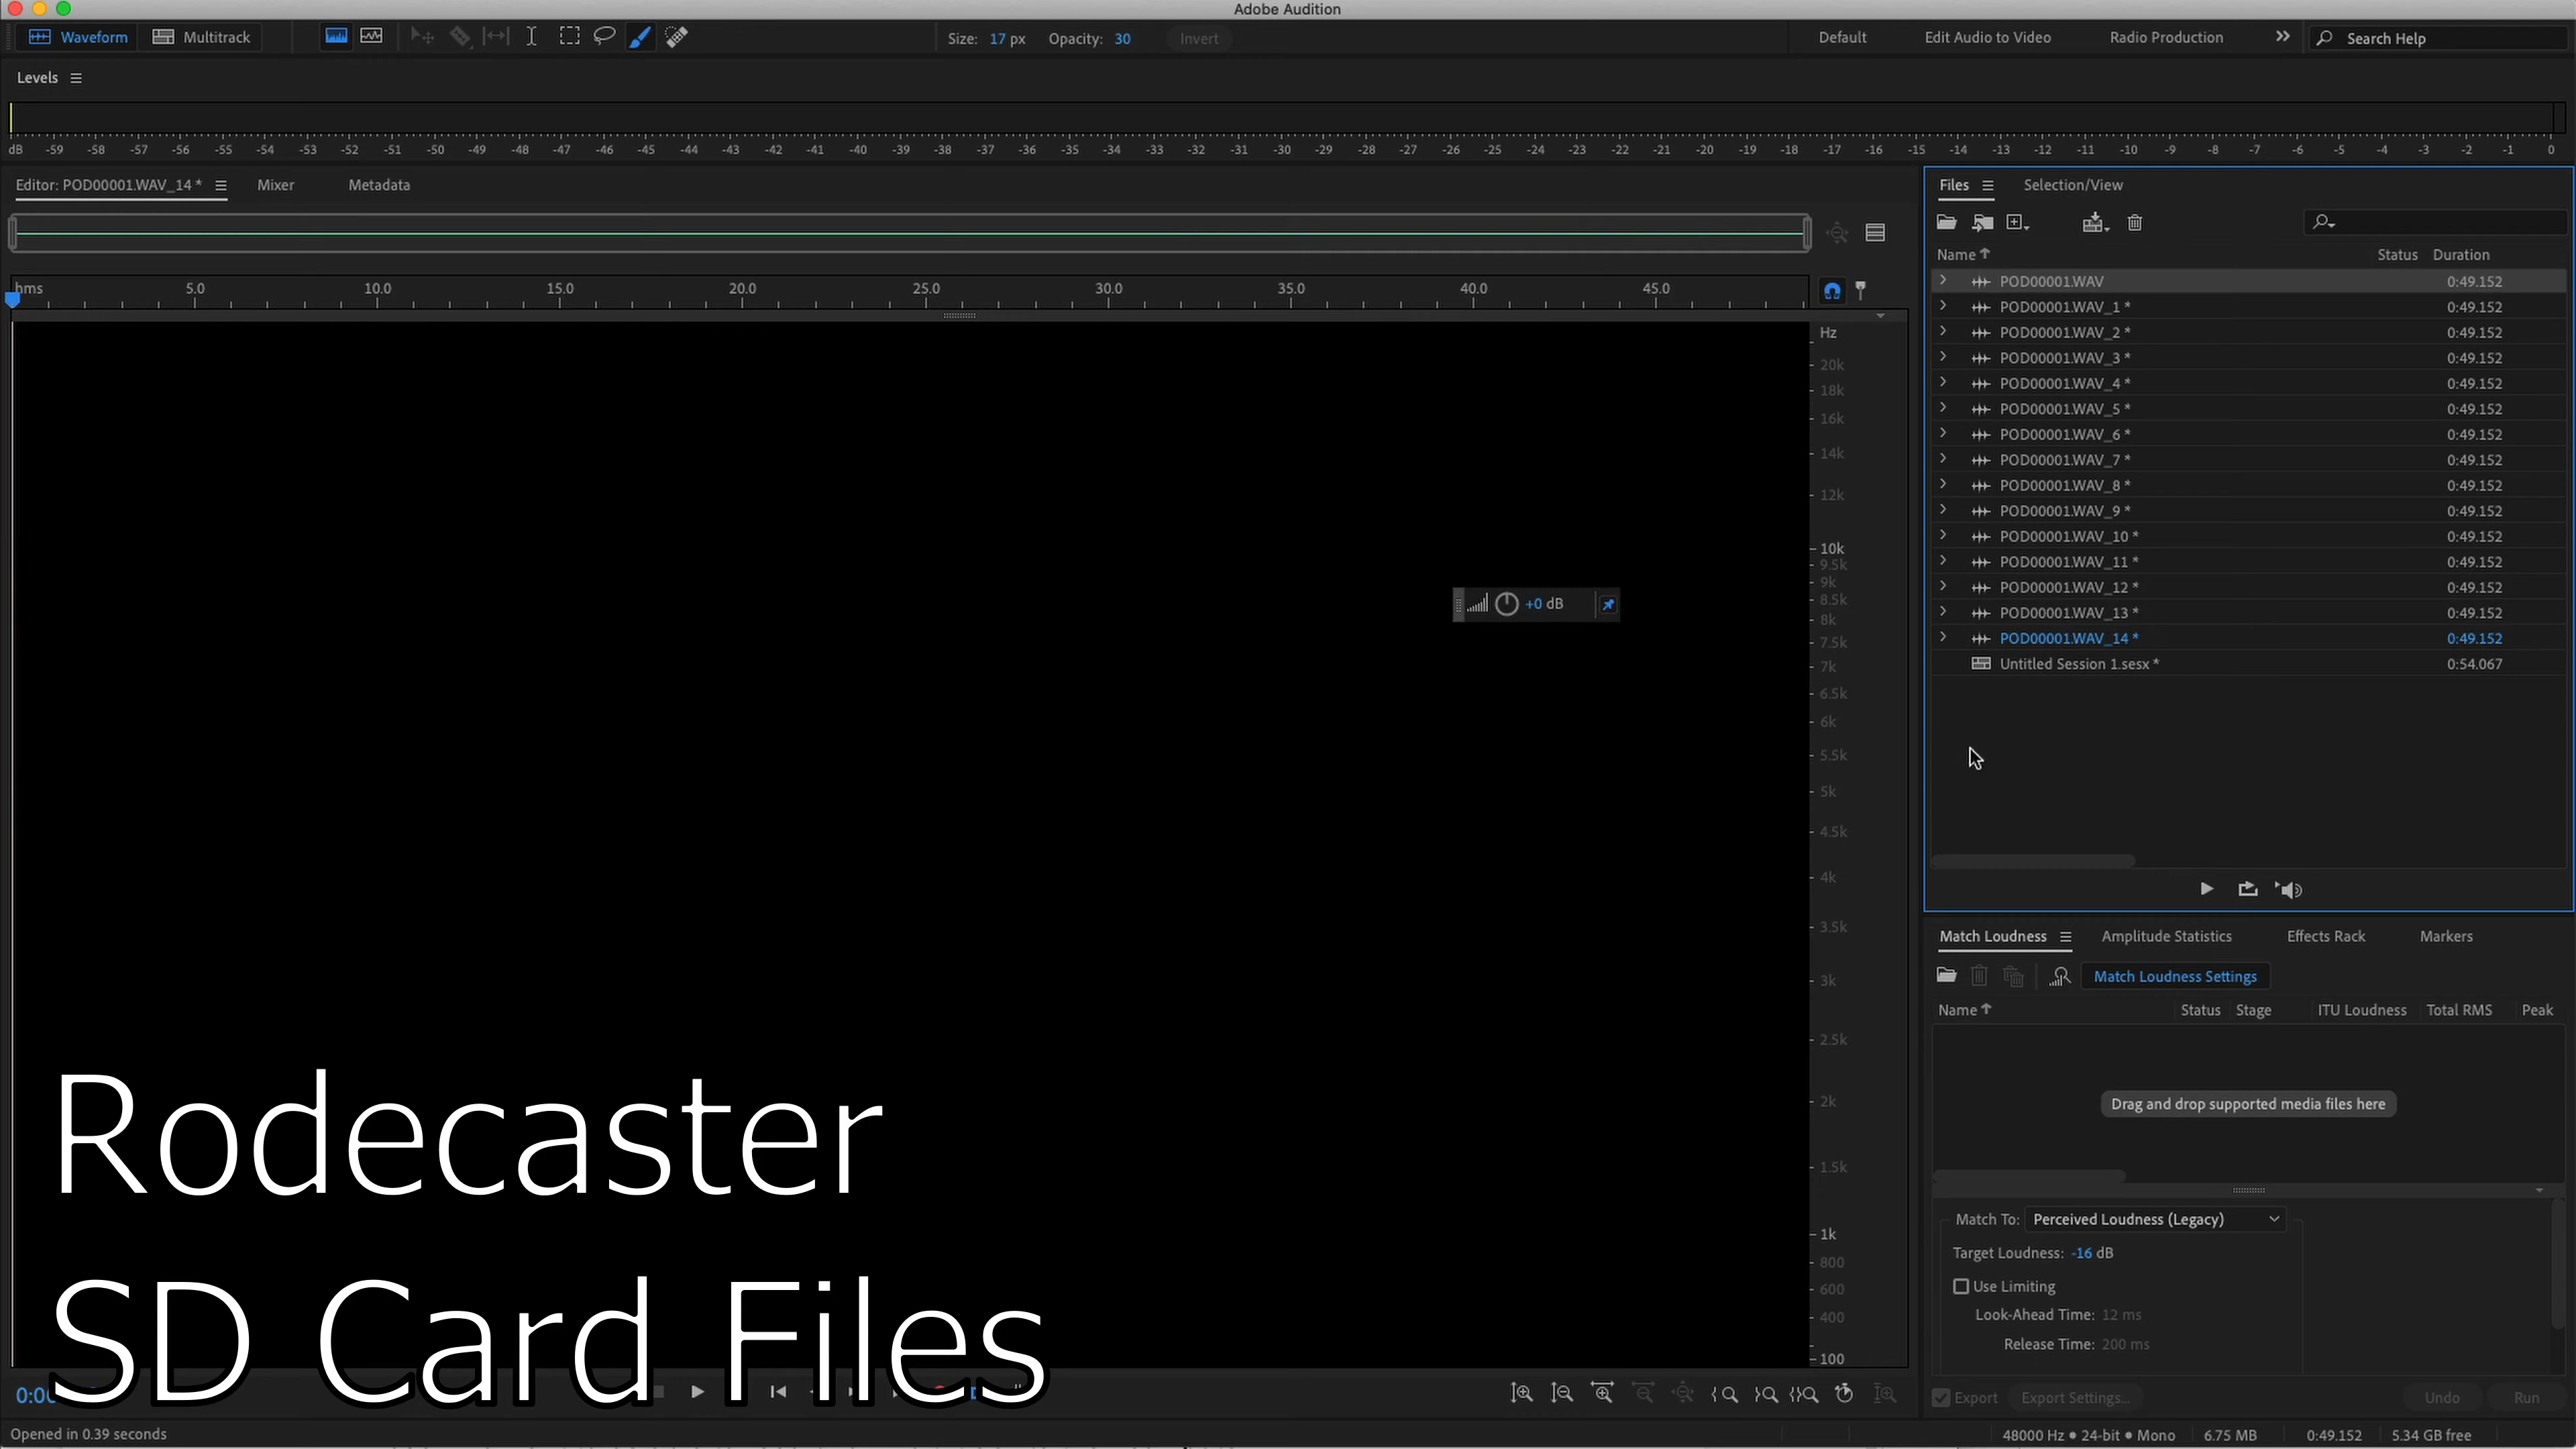 Adobe Audition
Waveform Multitrack Size: 17 px Opacity: 30 Invert Default Edit Audio to Video Radio Production Search Help
Levels
dB -59 -58 -57 -56 -55 -54 -53 -52 -51 -50 -49 -48 -47 -46 -45 -44 -43 -42 -41 -40 -39 -38 -37 -36 -35 -34 -33 -32 -31 -30 -29 -28 -27 -26 -25 -24 -23 -22 -21 -20 -19 -18 -17 -16 -15 -14 -13 -12 -11 -10 -9 -8 -7 -6 -5 -4 -3 -2 -1 0
Editor: POD00001.WAV_14 * Mixer Metadata
hms 5.0 10.0 15.0 20.0 25.0 30.0 35.0 40.0 45.0
Hz
20k
18k
16k
14k
12k
10k
9.5k
9k
8.5k
8k
7.5k
7k
6.5k
6k
5.5k
5k
4.5k
4k
3.5k
3k
2.5k
2k
1.5k
1k
800
600
400
100
+0 dB
Files Selection/View
Name Status Duration
POD00001.WAV 0:49.152
POD00001.WAV_1 * 0:49.152
POD00001.WAV_2 * 0:49.152
POD00001.WAV_3 * 0:49.152
POD00001.WAV_4 * 0:49.152
POD00001.WAV_5 * 0:49.152
POD00001.WAV_6 * 0:49.152
POD00001.WAV_7 * 0:49.152
POD00001.WAV_8 * 0:49.152
POD00001.WAV_9 * 0:49.152
POD00001.WAV_10 * 0:49.152
POD00001.WAV_11 * 0:49.152
POD00001.WAV_12 * 0:49.152
POD00001.WAV_13 * 0:49.152
POD00001.WAV_14 * 0:49.152
Untitled Session 1.sesx * 0:54.067
Match Loudness Amplitude Statistics Effects Rack Markers
Match Loudness Settings
Name Status Stage ITU Loudness Total RMS Peak
Drag and drop supported media files here
Match To: Perceived Loudness (Legacy)
Target Loudness: -16 dB
Use Limiting
Look-Ahead Time: 12 ms
Release Time: 200 ms
Export Export Settings... Undo Run
Rodecaster
SD Card Files
Opened in 0.39 seconds
48000 Hz • 24-bit • Mono 6.75 MB 0:49.152 5.34 GB free